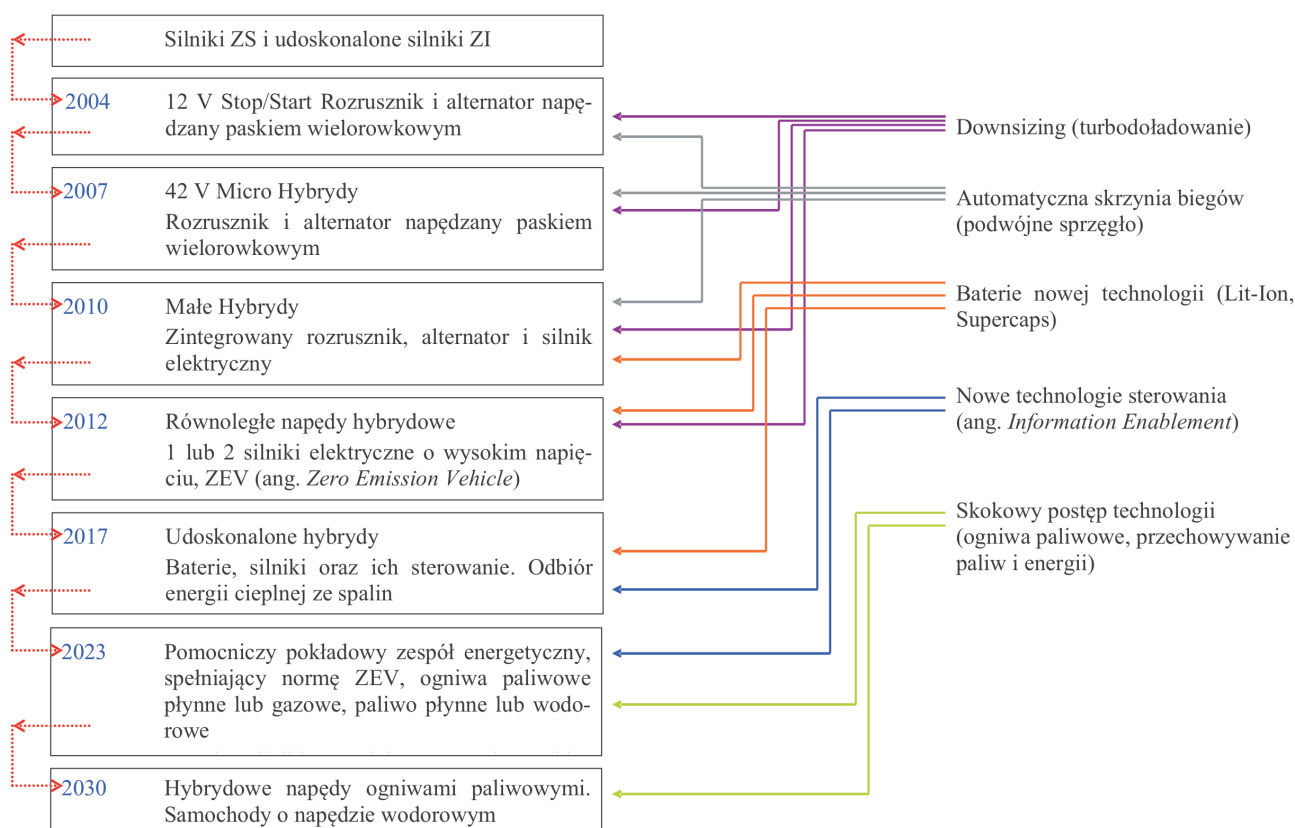 Silniki ZS i udoskonalone silniki ZI
2004 12 V Stop/Start Rozrusznik i alternator napę-
dzany paskiem wielorowkowym
2007 42 V Micro Hybrydy
Rozrusznik i alternator napędzany paskiem
wielorowkowym
2010 Małe Hybrydy
Zintegrowany rozrusznik, alternator i silnik
elektryczny
2012 Równoległe napędy hybrydowe
1 lub 2 silniki elektryczne o wysokim napię-
ciu, ZEV (ang. Zero Emission Vehicle)
2017 Udoskonalone hybrydy
Baterie, silniki oraz ich sterowanie. Odbiór
energii cieplnej ze spalin
2023 Pomocniczy pokładowy zespół energetyczny,
spełniający normę ZEV, ogniwa paliwowe
płynne lub gazowe, paliwo płynne lub wodo-
rowe
2030 Hybrydowe napędy ogniwami paliwowymi.
Samochody o napędzie wodorowym
Downsizing (turbodoładowanie)
Automatyczna skrzynia biegów
(podwójne sprzęgło)
Baterie nowej technologii (Lit-Ion,
Supercaps)
Nowe technologie sterowania
(ang. Information Enablement)
Skokowy postęp technologii
(ogniwa paliwowe, przechowywanie
paliw i energii)